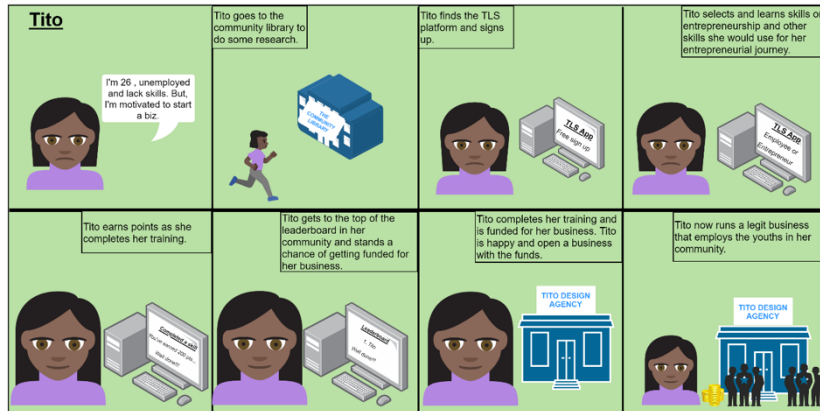 Tito
I'm 26 , unemployed
and lack skills. But,
I'm motivated to start
a biz.
Tito goes to the
community library to
do some research.
THE
COMMUNITY
LIBRARY
Tito finds the TLS
platform and signs
up.
TLS App
Free sign up
Tito selects and learns skills on
entrepreneurship and other
skills she would use for her
entrepreneurial journey.
TLS App
Employee or
Entrepreneur
Tito earns points as she
completes her training.
Completed a skill
You've earned 200 pts...
Well done!!!
Tito gets to the top of the
leaderboard in her
community and stands a
chance of getting funded for
her business.
Leaderboard
1. Tito
Well done!!!
Tito completes her training and
is funded for her business. Tito
is happy and open a business
with the funds.
TITO DESIGN
AGENCY
Tito now runs a legit business
that employs the youths in her
community.
TITO DESIGN
AGENCY